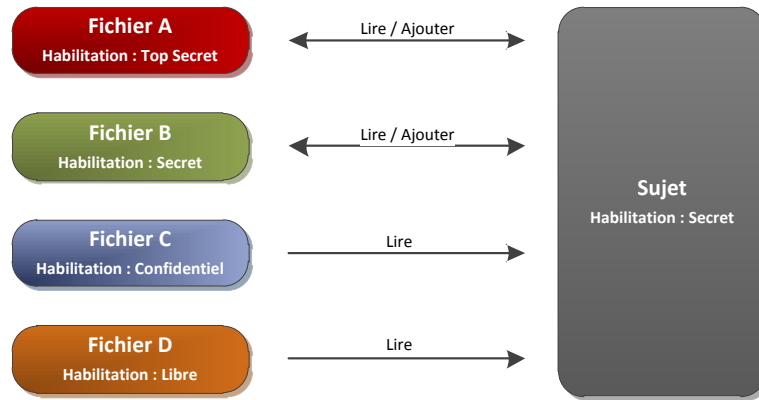 Fichier A
Habilitation : Top Secret
Lire / Ajouter
Fichier B
Habilitation : Secret
Lire / Ajouter
Sujet
Habilitation : Secret
Fichier C
Habilitation : Confidentiel
Lire
Fichier D
Habilitation : Libre
Lire